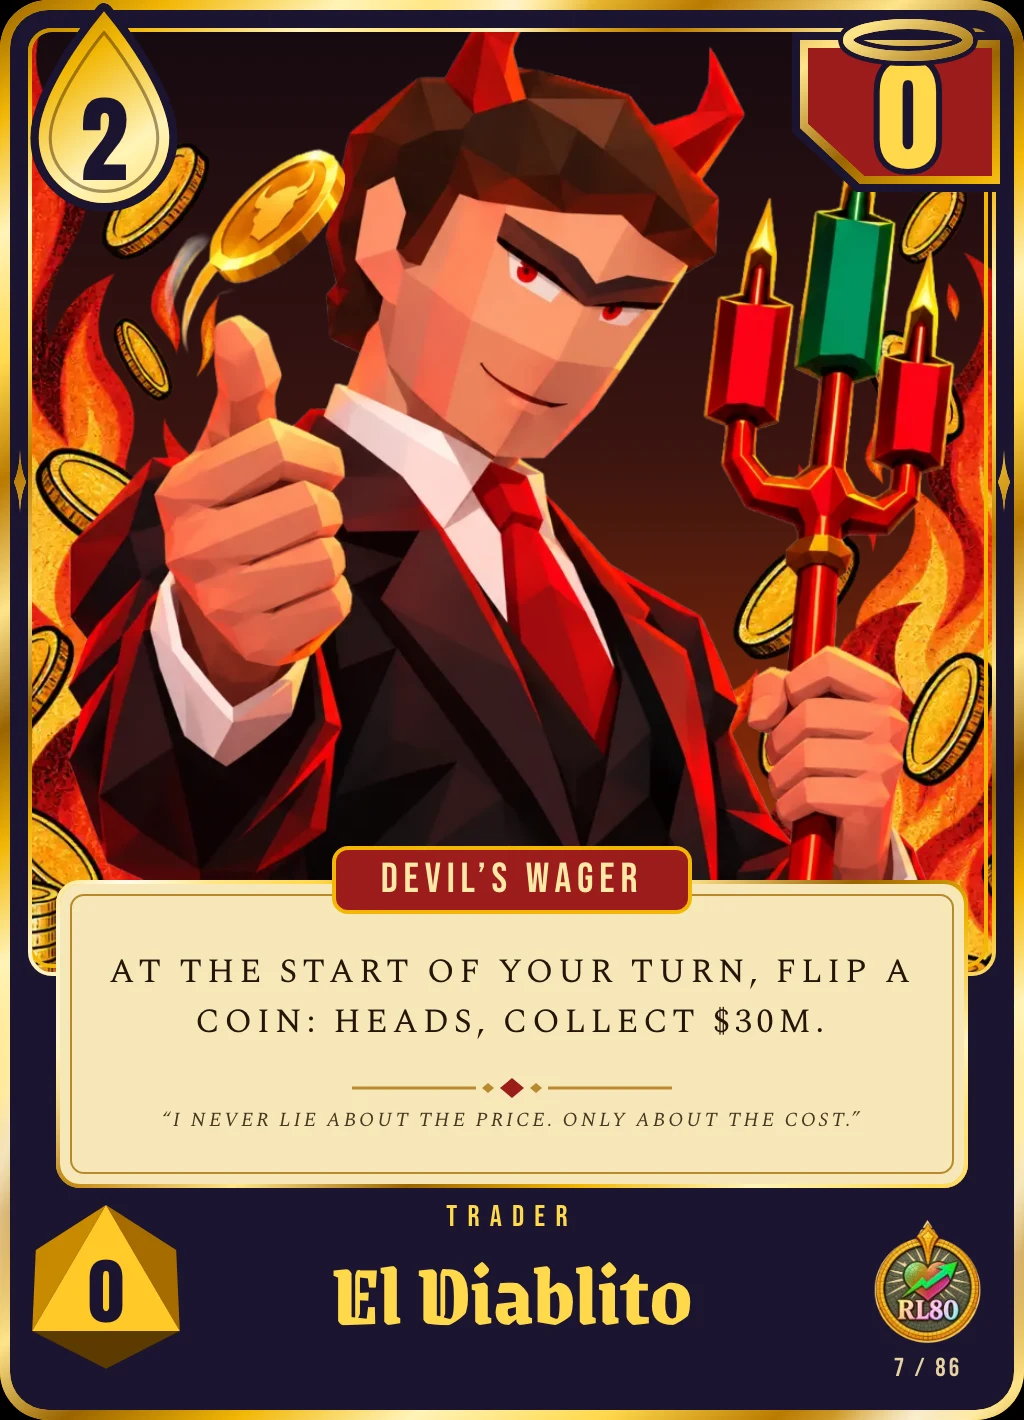 2
0
DEVIL’S WAGER
AT THE START OF YOUR TURN, FLIP A
COIN: HEADS, COLLECT $30M.
“I NEVER LIE ABOUT THE PRICE. ONLY ABOUT THE COST.”
TRADER
0
El Diablito
RL80
7 / 86